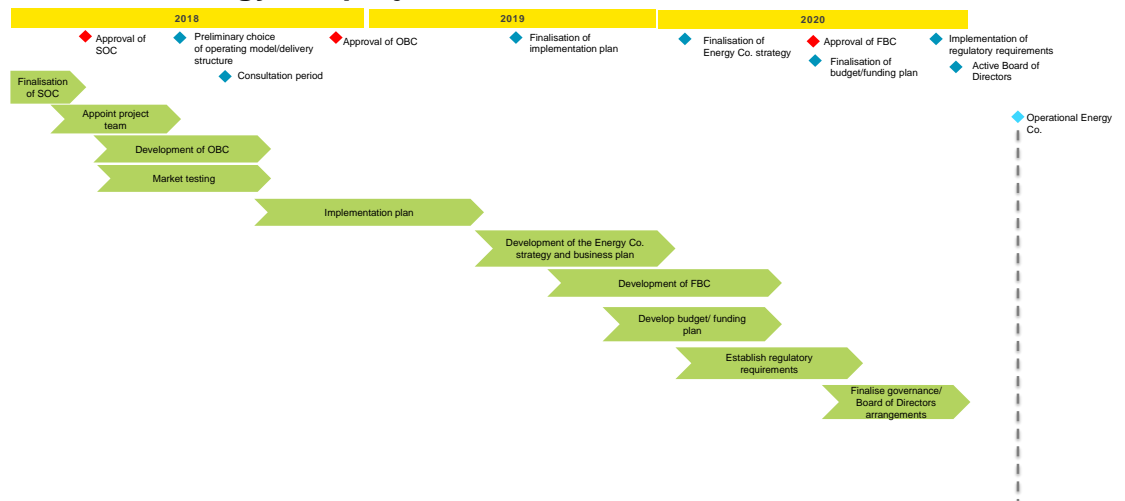 2018
2019
2020
Approval of
SOC
Preliminary choice
of operating model/delivery
structure
Consultation period
Approval of OBC
Finalisation of
implementation plan
Finalisation of
Energy Co. strategy
Approval of FBC
Finalisation of
budget/funding plan
Implementation of
regulatory requirements
Active Board of
Directors
Finalisation
of SOC
Appoint project
team
Operational Energy
Co.
Development of OBC
Market testing
Implementation plan
Development of the Energy Co.
strategy and business plan
Development of FBC
Develop budget/ funding
plan
Establish regulatory
requirements
Finalise governance/
Board of Directors
arrangements